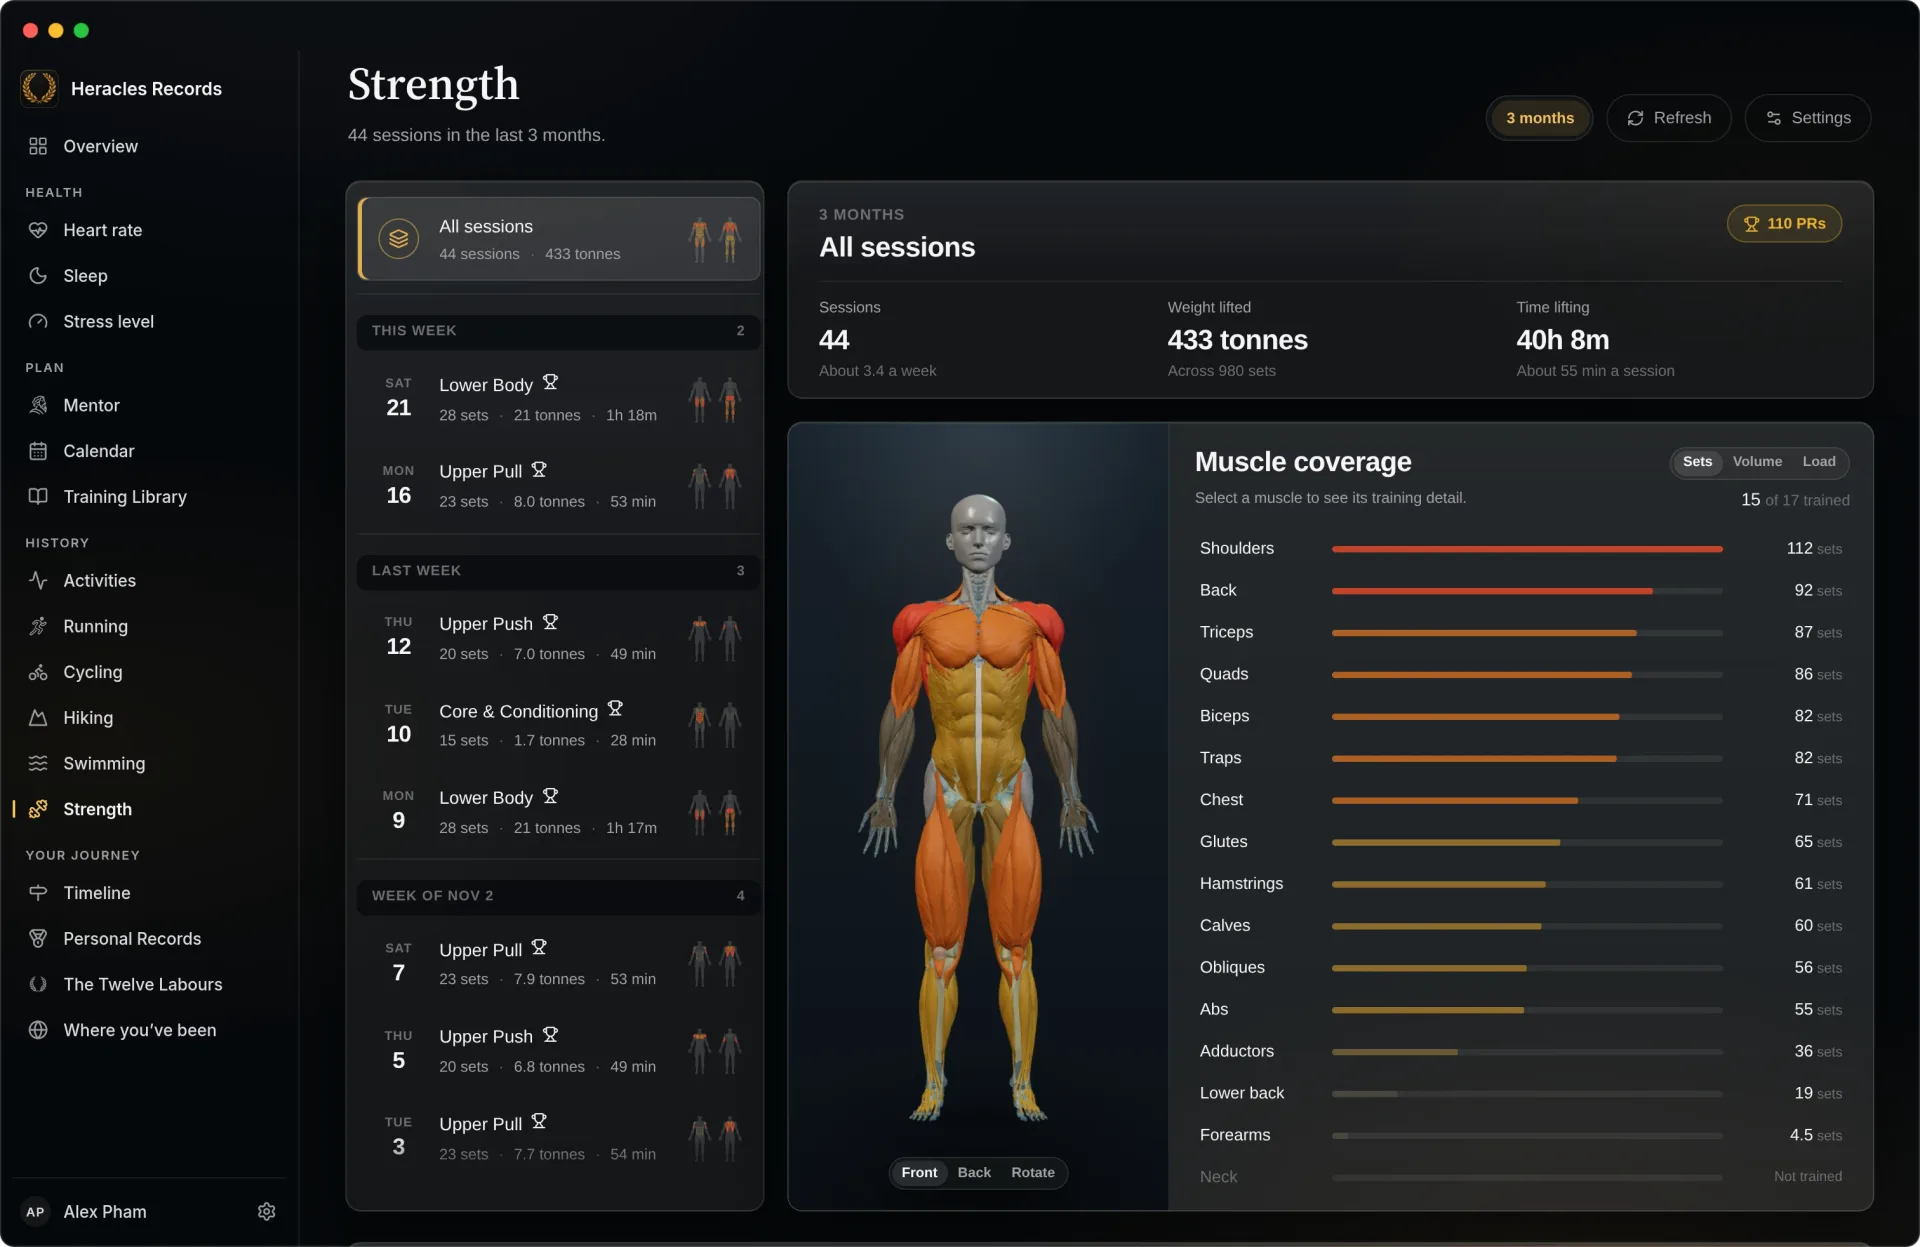 Heracles Records
Overview
HEALTH
Heart rate
Sleep
Stress level
PLAN
Mentor
Calendar
Training Library
HISTORY
Activities
Running
Cycling
Hiking
Swimming
Strength
YOUR JOURNEY
Timeline
Personal Records
The Twelve Labours
Where you’ve been
AP Alex Pham
Strength
44 sessions in the last 3 months.
3 months Refresh Settings
All sessions
44 sessions · 433 tonnes
THIS WEEK 2
SAT 21
Lower Body
28 sets · 21 tonnes · 1h 18m
MON 16
Upper Pull
23 sets · 8.0 tonnes · 53 min
LAST WEEK 3
THU 12
Upper Push
20 sets · 7.0 tonnes · 49 min
TUE 10
Core & Conditioning
15 sets · 1.7 tonnes · 28 min
MON 9
Lower Body
28 sets · 21 tonnes · 1h 17m
WEEK OF NOV 2 4
SAT 7
Upper Pull
23 sets · 7.9 tonnes · 53 min
THU 5
Upper Push
20 sets · 6.8 tonnes · 49 min
TUE 3
Upper Pull
23 sets · 7.7 tonnes · 54 min
3 MONTHS
All sessions
110 PRs
Sessions
44
About 3.4 a week
Weight lifted
433 tonnes
Across 980 sets
Time lifting
40h 8m
About 55 min a session
Front Back Rotate
Muscle coverage
Sets Volume Load
Select a muscle to see its training detail.
15 of 17 trained
Shoulders 112 sets
Back 92 sets
Triceps 87 sets
Quads 86 sets
Biceps 82 sets
Traps 82 sets
Chest 71 sets
Glutes 65 sets
Hamstrings 61 sets
Calves 60 sets
Obliques 56 sets
Abs 55 sets
Adductors 36 sets
Lower back 19 sets
Forearms 4.5 sets
Neck Not trained